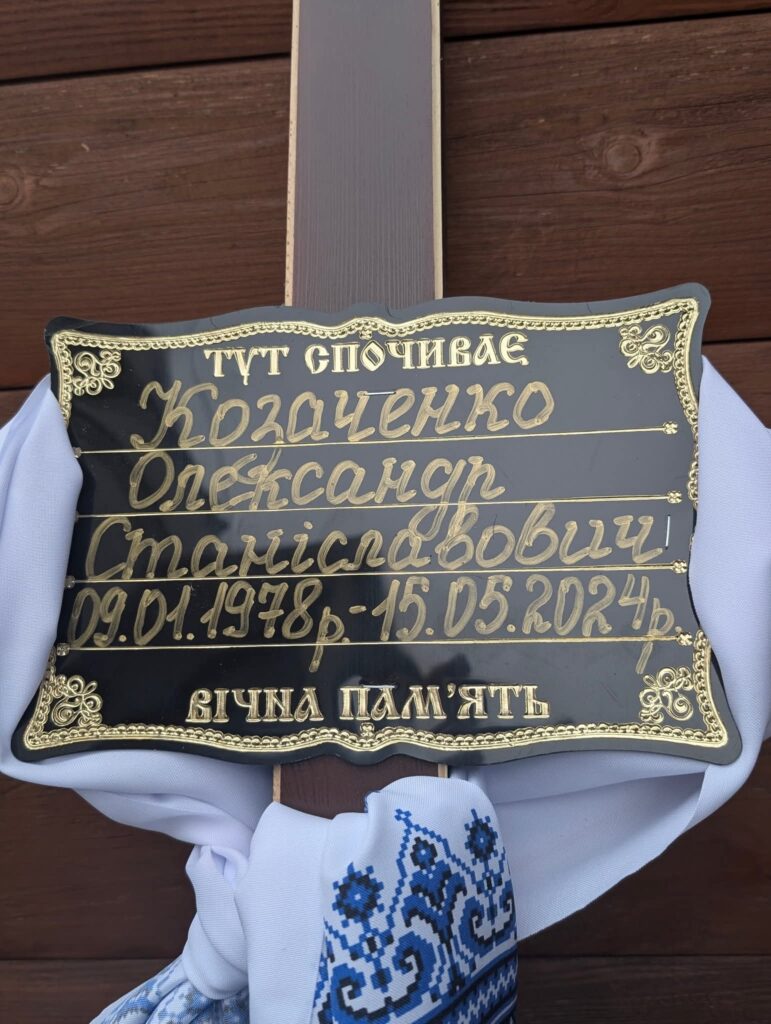 ТУТ СПОЧИВАЄ
Козаченко
Олександр
Станіславович
09.01.1978р.-15.05.2024р.
ВІЧНА ПАМ'ЯТЬ